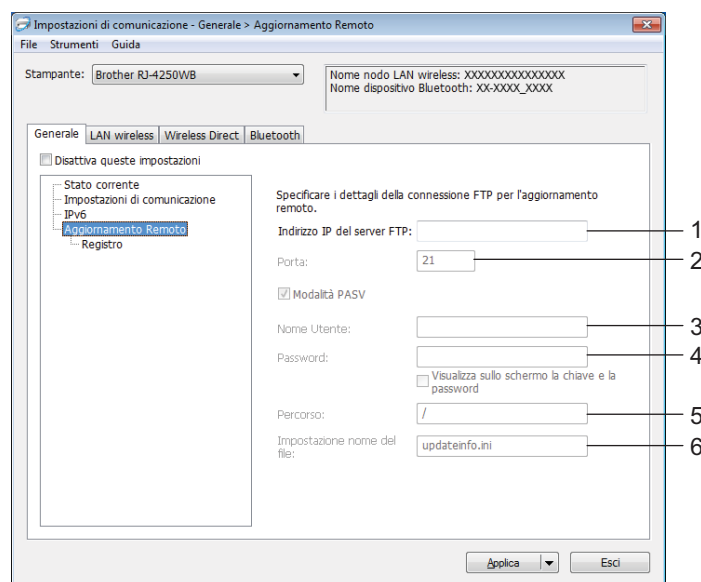 Impostazioni di comunicazione - Generale > Aggiornamento Remoto
File Strumenti Guida
Stampante: Brother RJ-4250WB
Nome nodo LAN wireless: XXXXXXXXXXXXXXX
Nome dispositivo Bluetooth: XX-XXXX_XXXX
Generale LAN wireless Wireless Direct Bluetooth
Disattiva queste impostazioni
Stato corrente
Impostazioni di comunicazione
IPv6
Aggiornamento Remoto
Registro
Specificare i dettagli della connessione FTP per l'aggiornamento
remoto.
Indirizzo IP del server FTP: 1
Porta: 21 2
Modalità PASV
Nome Utente: 3
Password: 4
Visualizza sullo schermo la chiave e la
password
Percorso: / 5
Impostazione nome del
file: updateinfo.ini 6
Applica Esci